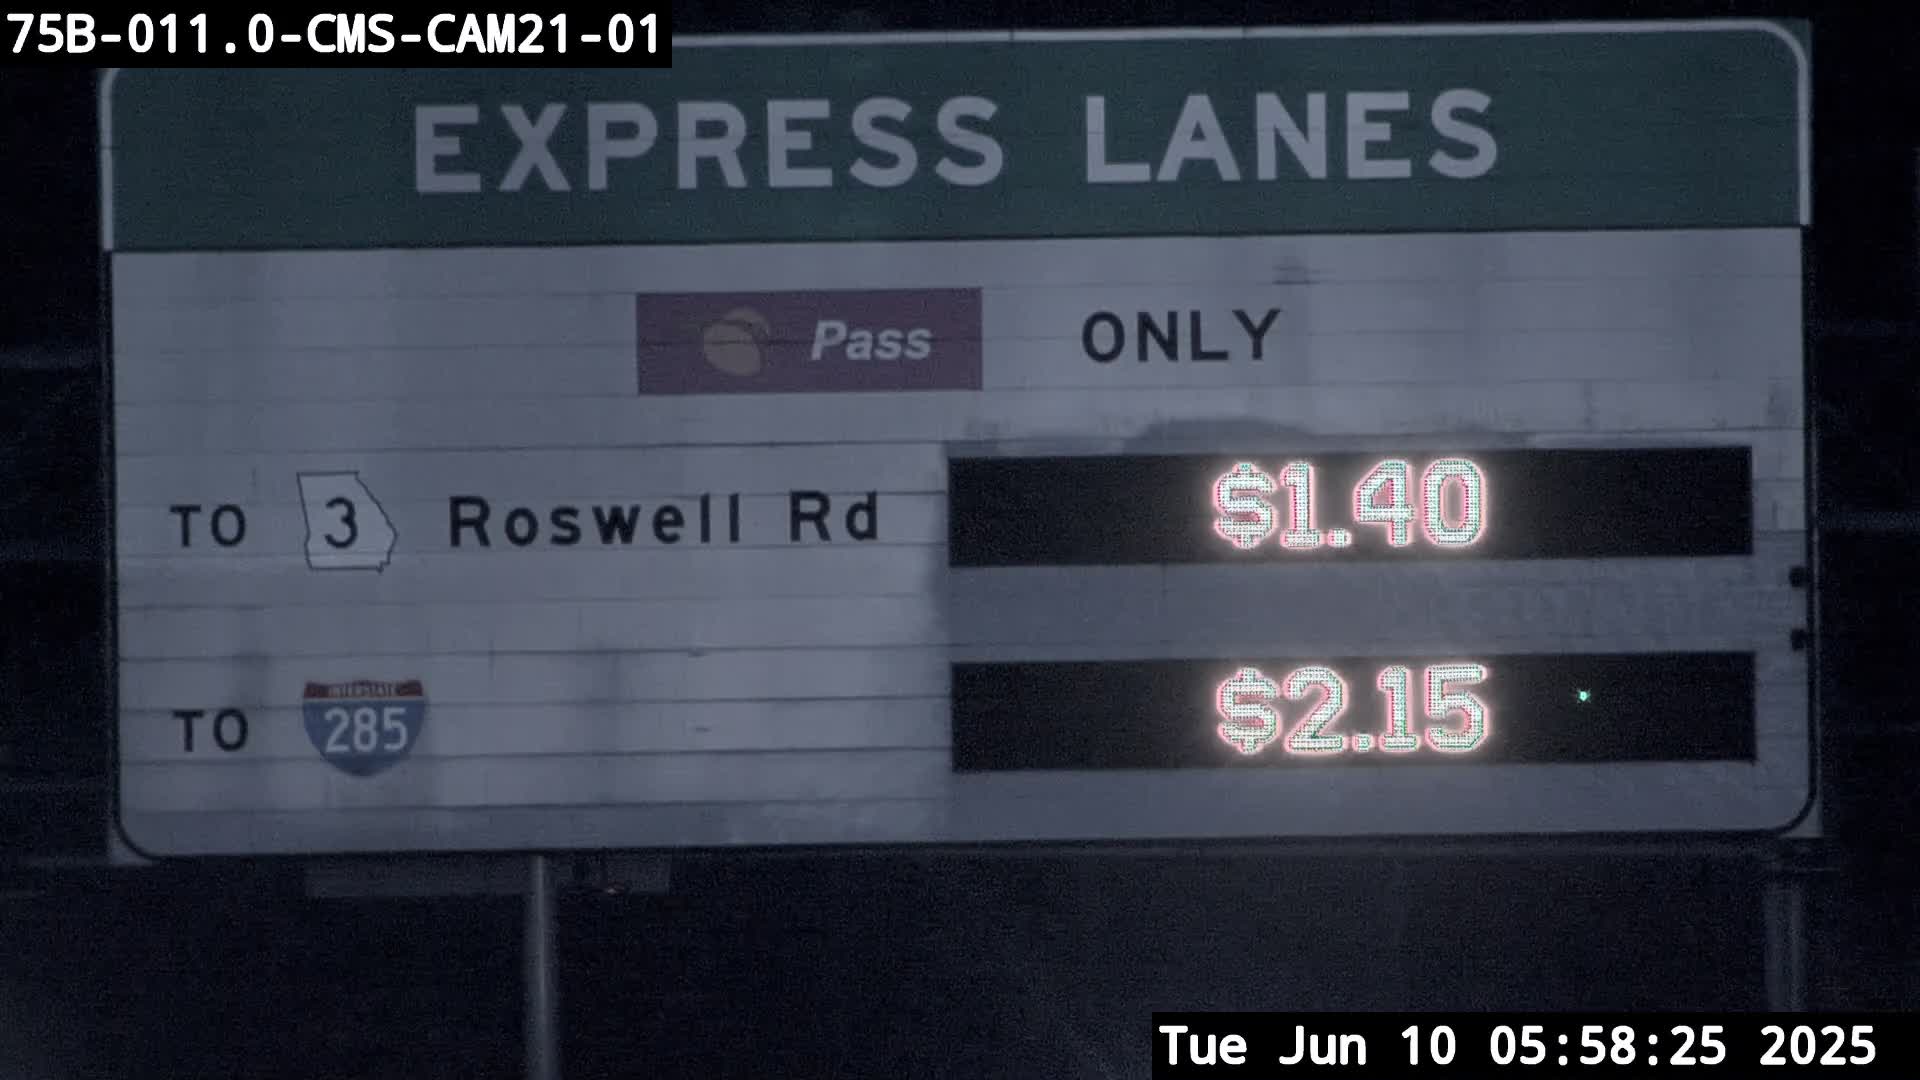 75B-011.0-CMS-CAM21-01
EXPRESS LANES
Pass ONLY
TO 3 Roswell Rd $1.40
INTERSTATE
TO 285 $2.15
Tue Jun 10 05:58:25 2025